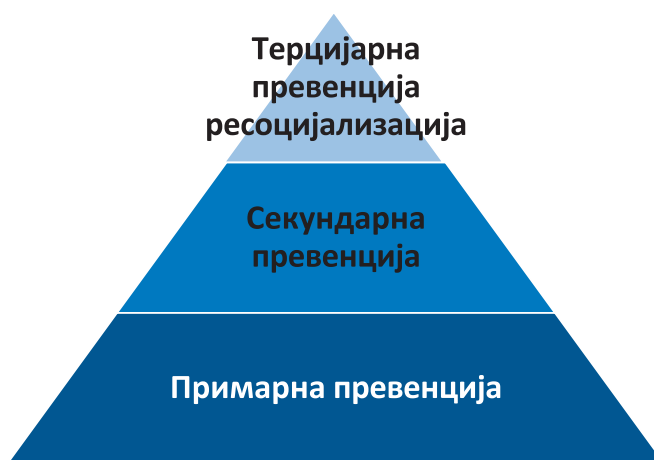 Терцијарна
превенција
ресоцијализација
Секундарна
превенција
Примарна превенција